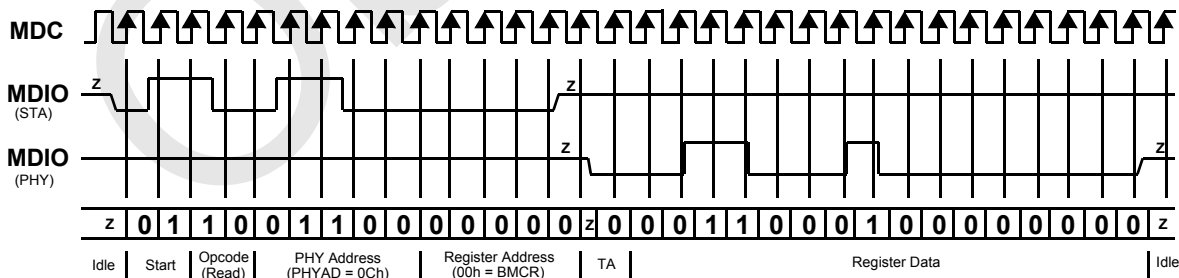 MDC
z
MDIO
(STA)
z
MDIO
(PHY)
z
z
z 0 1 1 0 0 1 1 0 0 0 0 0 0 0 z 0 0 0 1 1 0 0 0 1 0 0 0 0 0 0 0 0 z
Idle Start Opcode (Read) PHY Address (PHYAD = 0Ch) Register Address (00h = BMCR) TA Register Data Idle